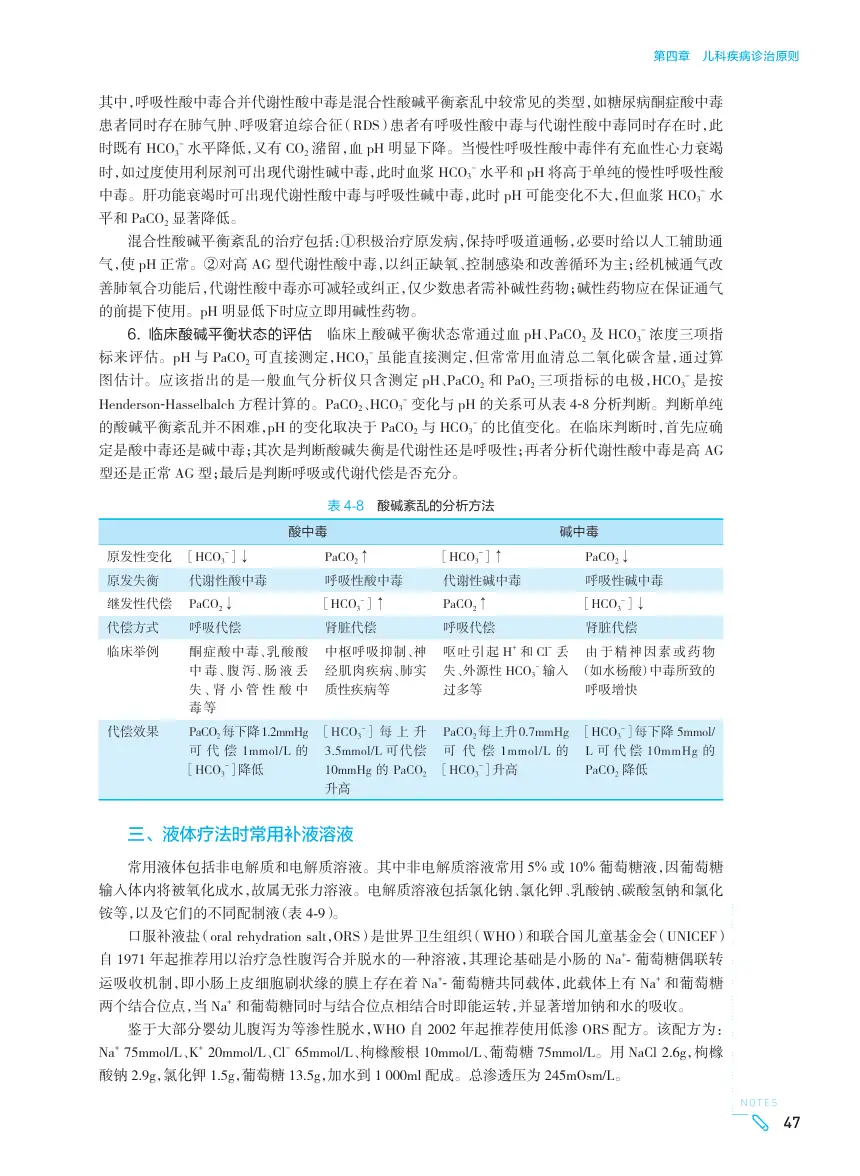 第四章　儿科疾病诊治原则
其中,呼吸性酸中毒合并代谢性酸中毒是混合性酸碱平衡紊乱中较常见的类型,如糖尿病酮症酸中毒
患者同时存在肺气肿、呼吸窘迫综合征(RDS)患者有呼吸性酸中毒与代谢性酸中毒同时存在时,此
时既有 HCO₃⁻ 水平降低,又有 CO₂ 潴留,血 pH 明显下降。当慢性呼吸性酸中毒伴有充血性心力衰竭
时,如过度使用利尿剂可出现代谢性碱中毒,此时血浆 HCO₃⁻ 水平和 pH 将高于单纯的慢性呼吸性酸
中毒。肝功能衰竭时可出现代谢性酸中毒与呼吸性碱中毒,此时 pH 可能变化不大,但血浆 HCO₃⁻ 水
平和 PaCO₂ 显著降低。
混合性酸碱平衡紊乱的治疗包括:①积极治疗原发病,保持呼吸道通畅,必要时给以人工辅助通
气,使 pH 正常。②对高 AG 型代谢性酸中毒,以纠正缺氧、控制感染和改善循环为主;经机械通气改
善肺氧合功能后,代谢性酸中毒亦可减轻或纠正,仅少数患者需补碱性药物;碱性药物应在保证通气
的前提下使用。pH 明显低下时应立即用碱性药物。
6. 临床酸碱平衡状态的评估　临床上酸碱平衡状态常通过血 pH、PaCO₂ 及 HCO₃⁻ 浓度三项指
标来评估。pH 与 PaCO₂ 可直接测定,HCO₃⁻ 虽能直接测定,但常常用血清总二氧化碳含量,通过算
图估计。应该指出的是一般血气分析仪只含测定 pH、PaCO₂ 和 PaO₂ 三项指标的电极,HCO₃⁻ 是按
Henderson-Hasselbalch 方程计算的。PaCO₂、HCO₃⁻ 变化与 pH 的关系可从表 4-8 分析判断。判断单纯
的酸碱平衡紊乱并不困难,pH 的变化取决于 PaCO₂ 与 HCO₃⁻ 的比值变化。在临床判断时,首先应确
定是酸中毒还是碱中毒;其次是判断酸碱失衡是代谢性还是呼吸性;再者分析代谢性酸中毒是高 AG
型还是正常 AG 型;最后是判断呼吸或代谢代偿是否充分。
表 4-8　酸碱紊乱的分析方法
酸中毒　碱中毒
原发性变化　[HCO₃⁻]↓　PaCO₂↑　[HCO₃⁻]↑　PaCO₂↓
原发失衡　代谢性酸中毒　呼吸性酸中毒　代谢性碱中毒　呼吸性碱中毒
继发性代偿　PaCO₂↓　[HCO₃⁻]↑　PaCO₂↑　[HCO₃⁻]↓
代偿方式　呼吸代偿　肾脏代偿　呼吸代偿　肾脏代偿
临床举例　酮症酸中毒、乳酸酸　中枢呼吸抑制、神　呕吐引起 H⁺ 和 Cl⁻ 丢　由于精神因素或药物
中毒、腹泻、肠液丢　经肌肉疾病、肺实　失、外源性 HCO₃⁻ 输入　(如水杨酸)中毒所致的
失、肾小管性酸中　质性疾病等　过多等　呼吸增快
毒等
代偿效果　PaCO₂ 每下降 1.2mmHg　[HCO₃⁻]每上升　PaCO₂ 每上升 0.7mmHg　[HCO₃⁻]每下降 5mmol/
可代偿 1mmol/L 的　3.5mmol/L 可代偿　可代偿 1mmol/L 的　L 可代偿 10mmHg 的
[HCO₃⁻]降低　10mmHg 的 PaCO₂　[HCO₃⁻]升高　PaCO₂ 降低
升高
三、液体疗法时常用补液溶液
常用液体包括非电解质和电解质溶液。其中非电解质溶液常用 5% 或 10% 葡萄糖液,因葡萄糖
输入体内将被氧化成水,故属无张力溶液。电解质溶液包括氯化钠、氯化钾、乳酸钠、碳酸氢钠和氯化
铵等,以及它们的不同配制液(表 4-9)。
口服补液盐(oral rehydration salt,ORS)是世界卫生组织(WHO)和联合国儿童基金会(UNICEF)
自 1971 年起推荐用以治疗急性腹泻合并脱水的一种溶液,其理论基础是小肠的 Na⁺- 葡萄糖偶联转
运吸收机制,即小肠上皮细胞刷状缘的膜上存在着 Na⁺- 葡萄糖共同载体,此载体上有 Na⁺ 和葡萄糖
两个结合位点,当 Na⁺ 和葡萄糖同时与结合位点相结合时即能运转,并显著增加钠和水的吸收。
鉴于大部分婴幼儿腹泻为等渗性脱水,WHO 自 2002 年起推荐使用低渗 ORS 配方。该配方为:
Na⁺ 75mmol/L、K⁺ 20mmol/L、Cl⁻ 65mmol/L、枸橼酸根 10mmol/L、葡萄糖 75mmol/L。用 NaCl 2.6g,枸橼
酸钠 2.9g,氯化钾 1.5g,葡萄糖 13.5g,加水到 1 000ml 配成。总渗透压为 245mOsm/L。
NOTES
47